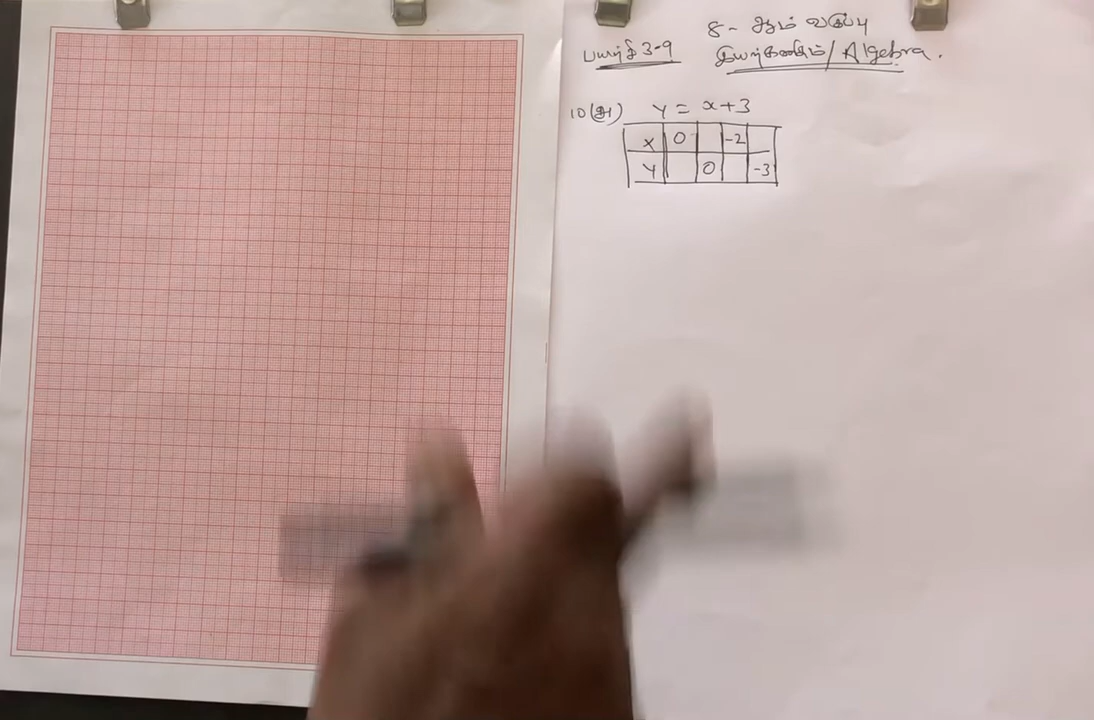 8- ஆம் வகுப்பு
பயிற்சி 3-9 இயற்கணிதம் / Algebra.
10 (அ) y = x+3
x 0 -2
y 0 -3